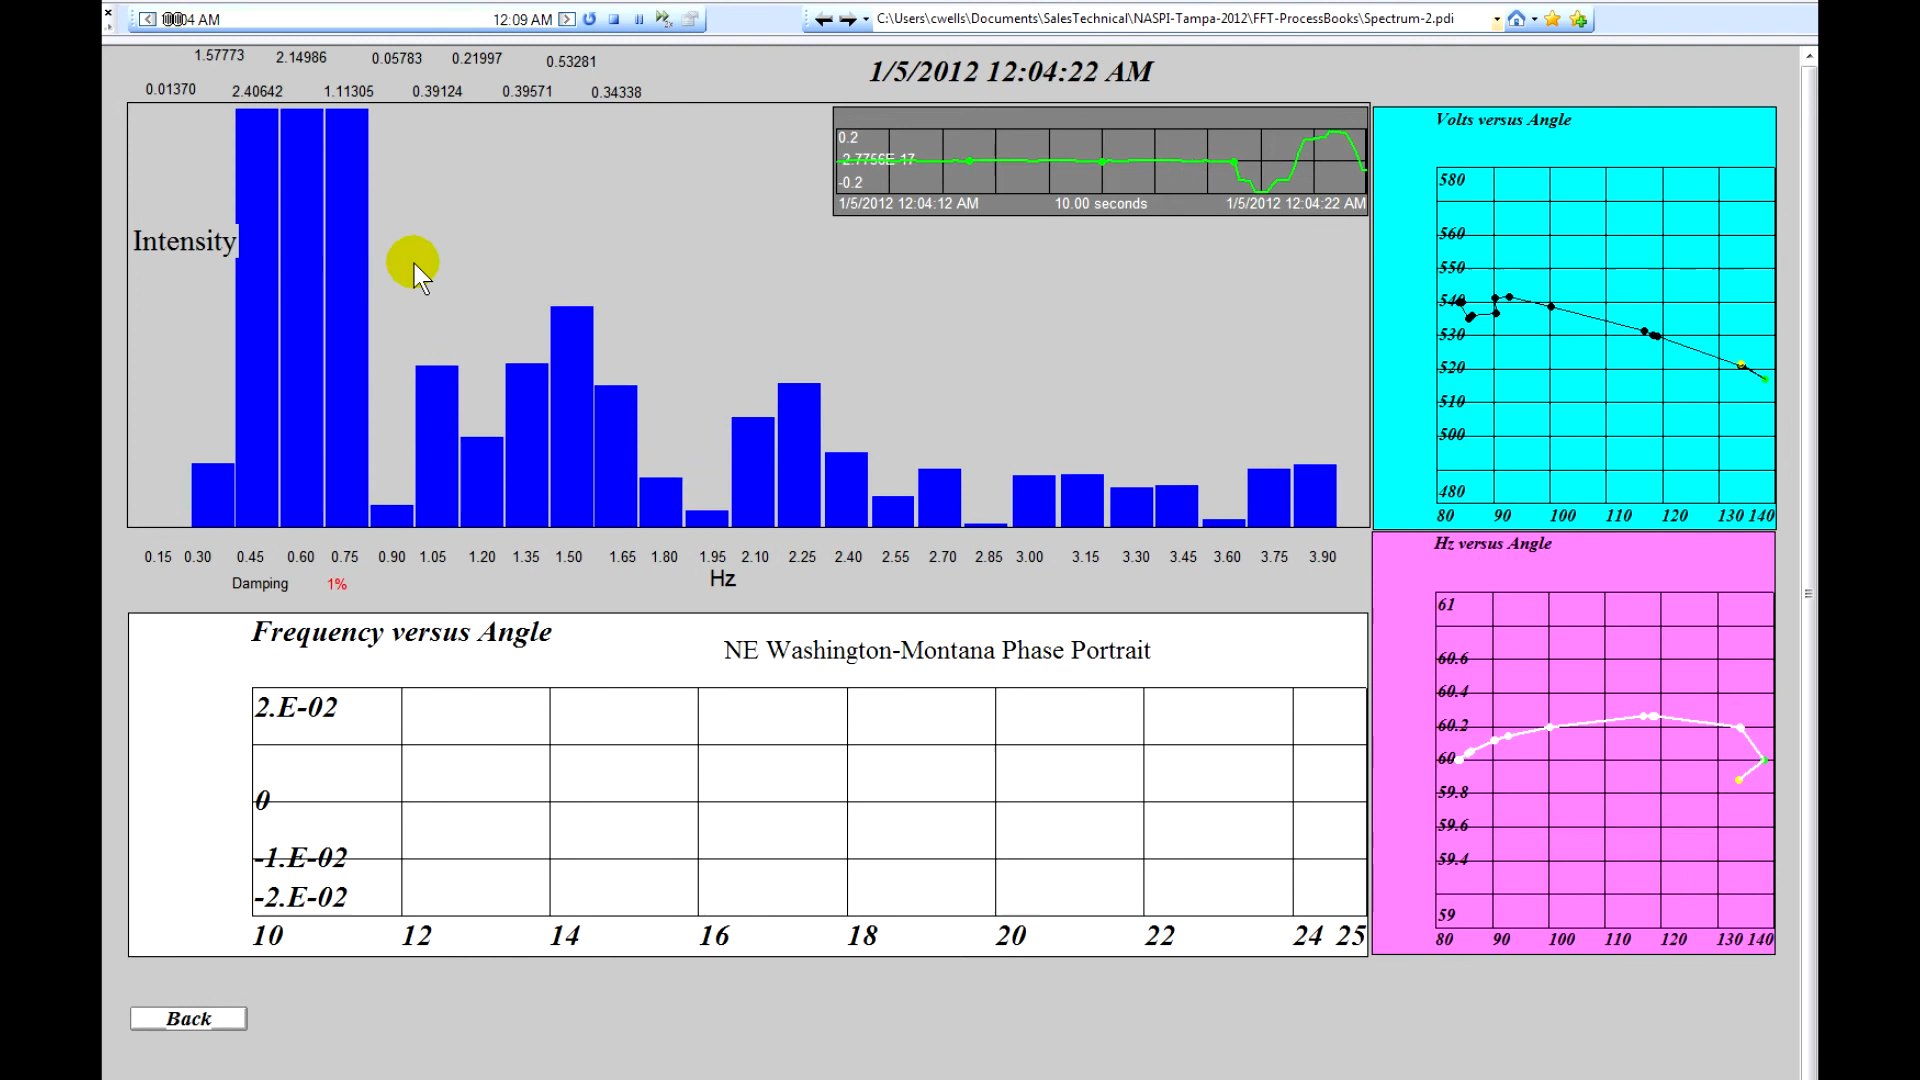 04 AM
12:09 AM
C:\Users\cwells\Documents\SalesTechnical\NASPI-Tampa-2012\FFT-ProcessBooks\Spectrum-2.pdi
1.57773 2.14986 0.05783 0.21997 0.53281
0.01370 2.40642 1.11305 0.39124 0.39571 0.34338
1/5/2012 12:04:22 AM
Intensity
0.2
-2.7756E-17
-0.2
1/5/2012 12:04:12 AM 10.00 seconds 1/5/2012 12:04:22 AM
0.15 0.30 0.45 0.60 0.75 0.90 1.05 1.20 1.35 1.50 1.65 1.80 1.95 2.10 2.25 2.40 2.55 2.70 2.85 3.00 3.15 3.30 3.45 3.60 3.75 3.90
Hz
Damping 1%
Volts versus Angle
580
560
550
540
530
520
510
500
480
80 90 100 110 120 130 140
Hz versus Angle
61
60.6
60.4
60.2
60
59.8
59.6
59.4
59
80 90 100 110 120 130 140
Frequency versus Angle
NE Washington-Montana Phase Portrait
2.E-02
0
-1.E-02
-2.E-02
10 12 14 16 18 20 22 24 25
Back